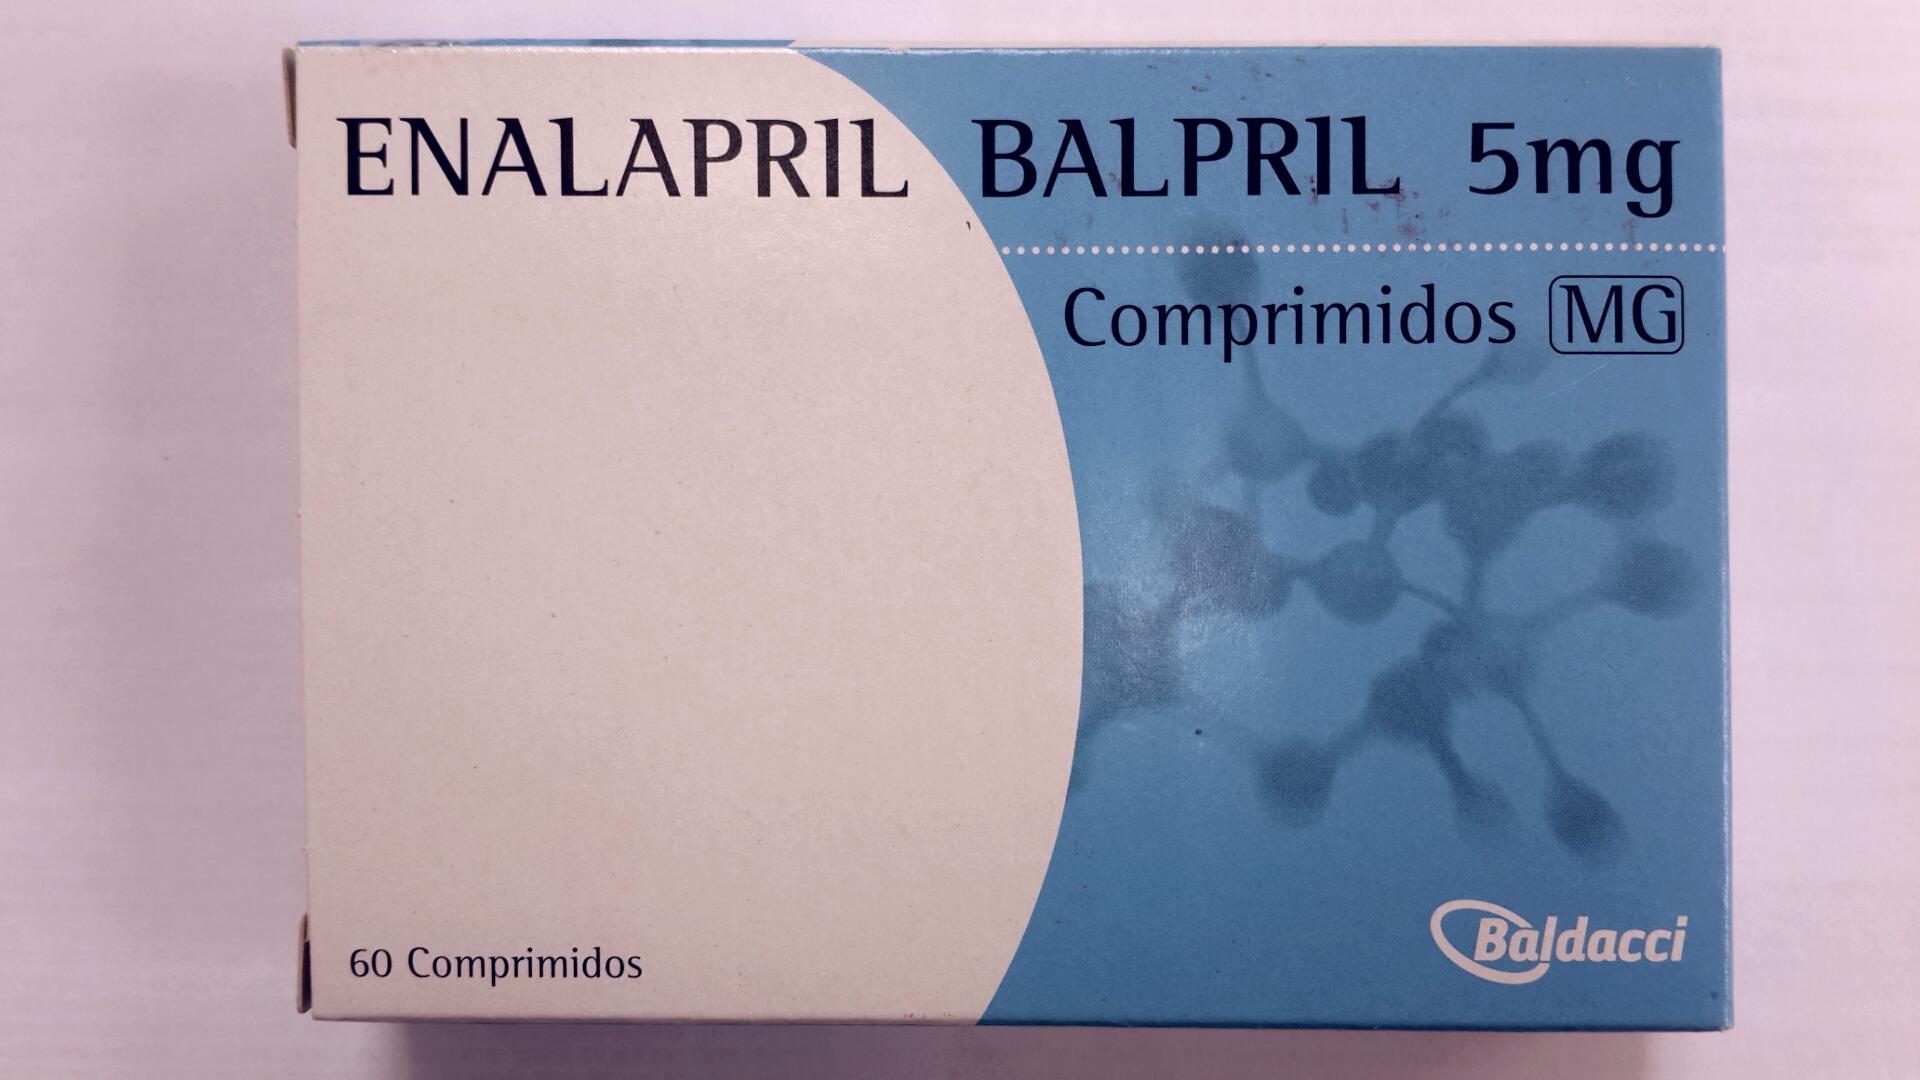 ENALAPRIL BALPRIL 5mg
Comprimidos MG
60 Comprimidos
Baldacci